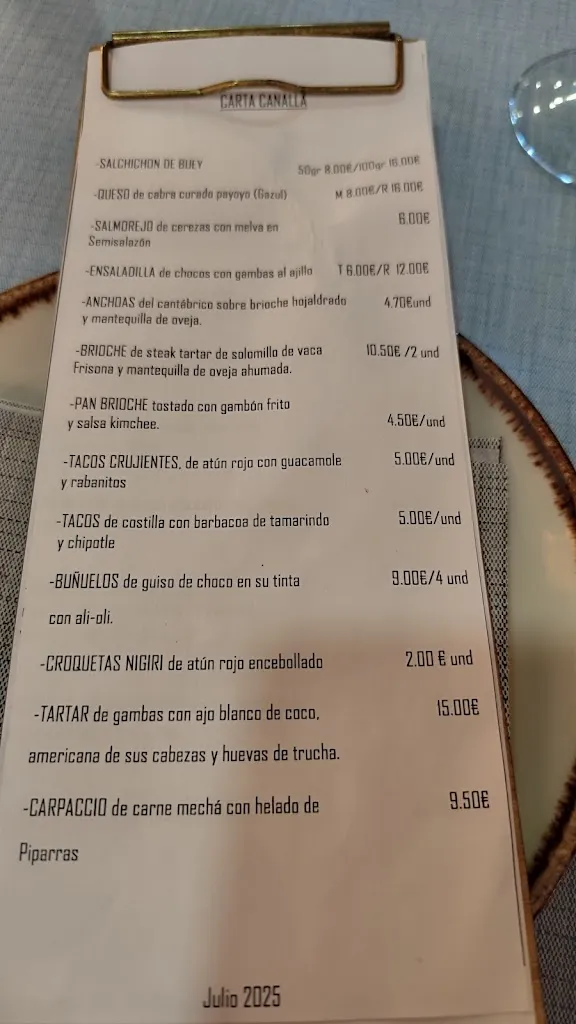 CARTA CANALLA
-SALCHICHON DE BUEY 50gr 8.00€/100gr 16.00€
-QUESO de cabra curado payoyo (Gazul) M 8.00€/R 16.00€
-SALMOREJO de cerezas con melva en 6.00€
Semisalazón
-ENSALADILLA de chocos con gambas al ajillo T 6.00€/R 12.00€
-ANCHOAS del cantábrico sobre brioche hojaldrado 4.70€und
y mantequilla de oveja.
-BRIOCHE de steak tartar de solomillo de vaca 10.50€ /2 und
Frisona y mantequilla de oveja ahumada.
-PAN BRIOCHE tostado con gambón frito
y salsa kimchee. 4.50€/und
-TACOS CRUJIENTES, de atún rojo con guacamole 5.00€/und
y rabanitos
-TACOS de costilla con barbacoa de tamarindo 5.00€/und
y chipotle
-BUÑUELOS de guiso de choco en su tinta 9.00€/4 und
con ali-oli.
-CROQUETAS NIGIRI de atún rojo encebollado 2.00 € und
-TARTAR de gambas con ajo blanco de coco, 15.00€
americana de sus cabezas y huevas de trucha.
-CARPACCIO de carne mechá con helado de 9.50€
Piparras
Julio 2025